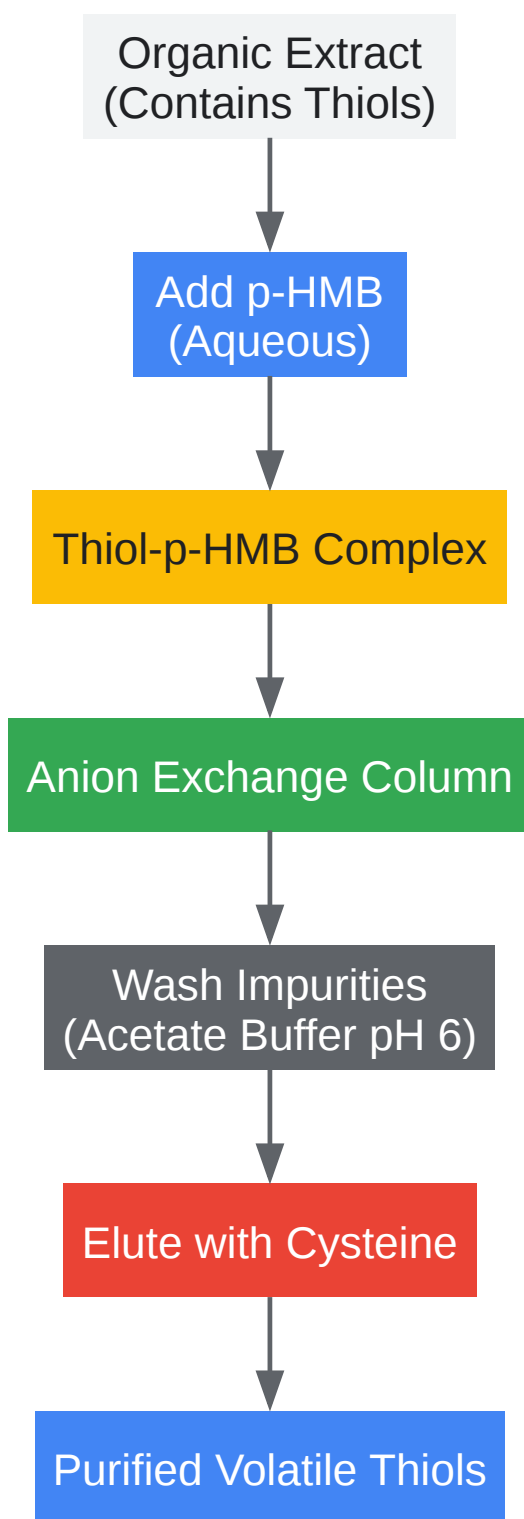 Organic Extract
(Contains Thiols)
Add p-HMB
(Aqueous)
Thiol-p-HMB Complex
Anion Exchange Column
Wash Impurities
(Acetate Buffer pH 6)
Elute with Cysteine
Purified Volatile Thiols